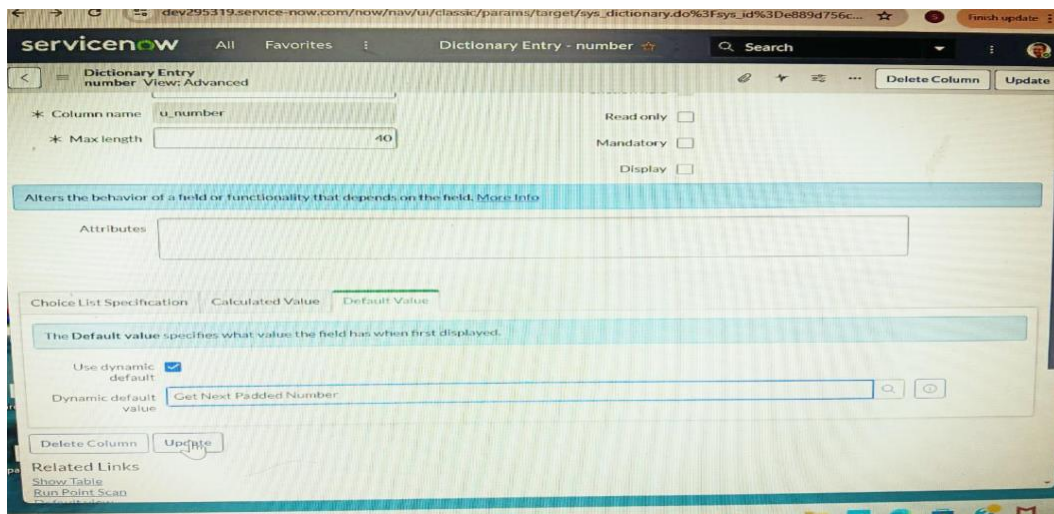 dev295319.service-now.com/now/nav/ui/classic/params/target/sys_dictionary.do%3Fsys_id%3De889d756c... S Finish update
servicenow All Favorites Dictionary Entry - number Search
Dictionary Entry
number View: Advanced
Delete Column Update
* Column name u_number
Read only
* Max length 40
Mandatory
Display
Alters the behavior of a field or functionality that depends on the field. More Info
Attributes
Choice List Specification Calculated Value Default Value
The Default value specifies what value the field has when first displayed.
Use dynamic
default
Dynamic default
value
Get Next Padded Number
Delete Column Update
Related Links
Show Table
Run Point Scan
Default view